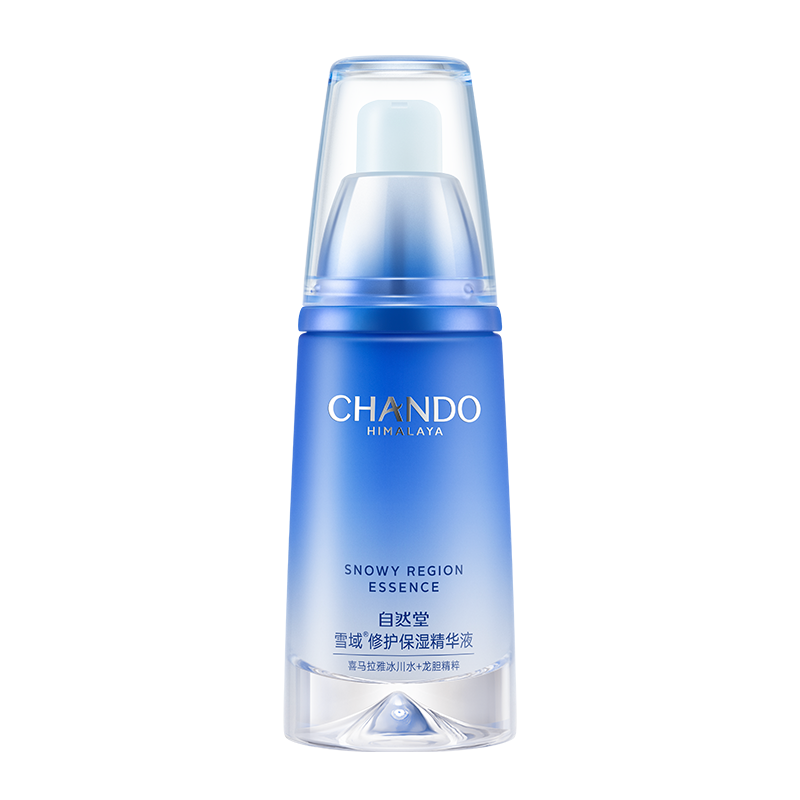 CHANDO
HIMALAYA
SNOWY REGION
ESSENCE
自然堂
雪域®修护保湿精华液
喜马拉雅冰川水+龙胆精粹